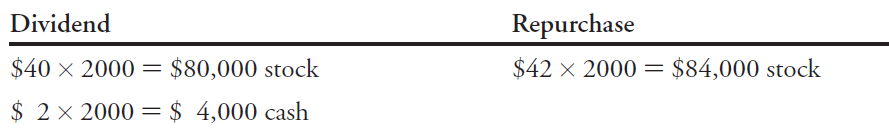 Dividend Repurchase
$40 × 2000 = $80,000 stock $42 × 2000 = $84,000 stock
$ 2 × 2000 = $ 4,000 cash